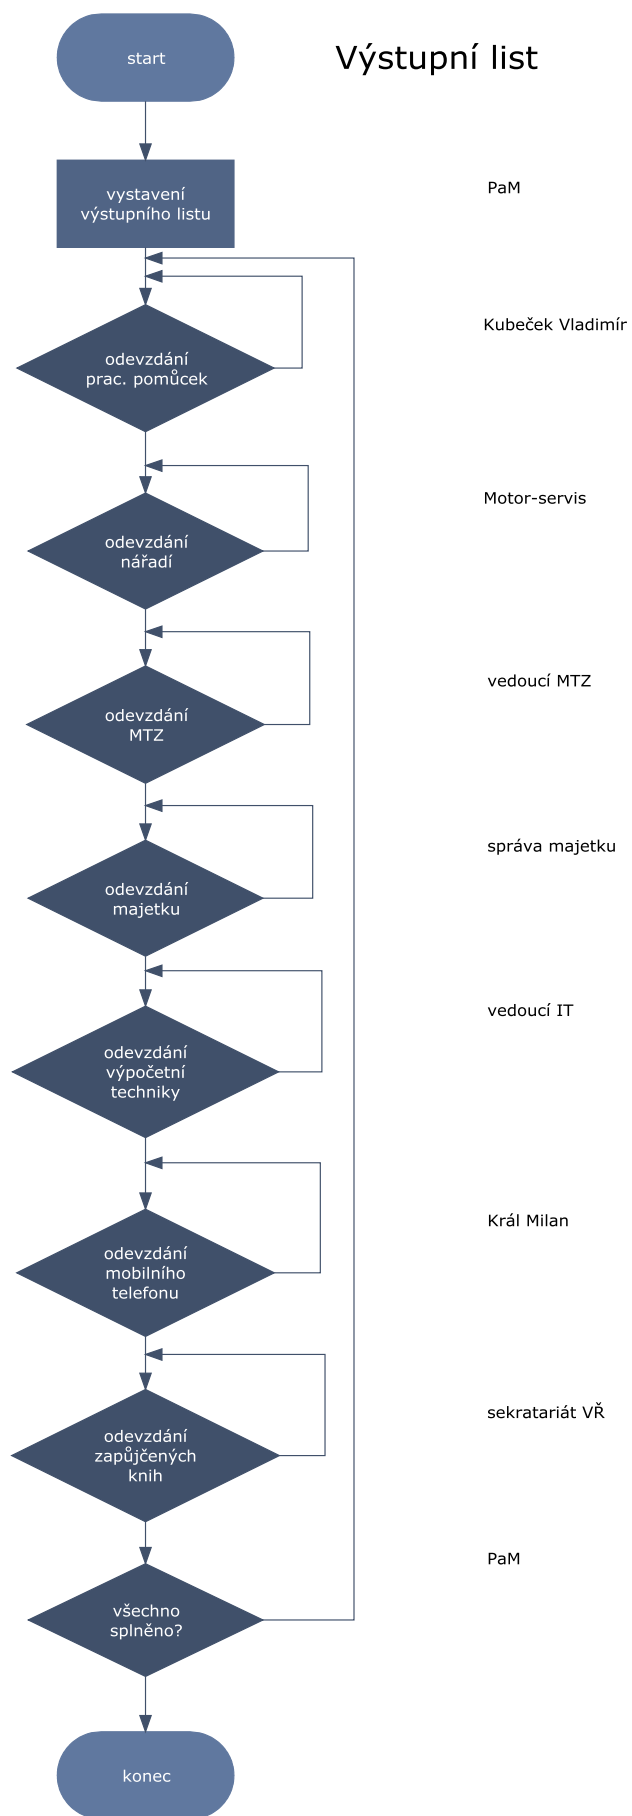 start
Výstupní list
vystavení
výstupního listu
PaM
odevzdání
prac. pomůcek
Kubeček Vladimír
odevzdání
nářadí
Motor-servis
odevzdání
MTZ
vedoucí MTZ
odevzdání
majetku
správa majetku
odevzdání
výpočetní
techniky
vedoucí IT
odevzdání
mobilního
telefonu
Král Milan
odevzdání
zapůjčených
knih
sekratariát VŘ
všechno
splněno?
PaM
konec